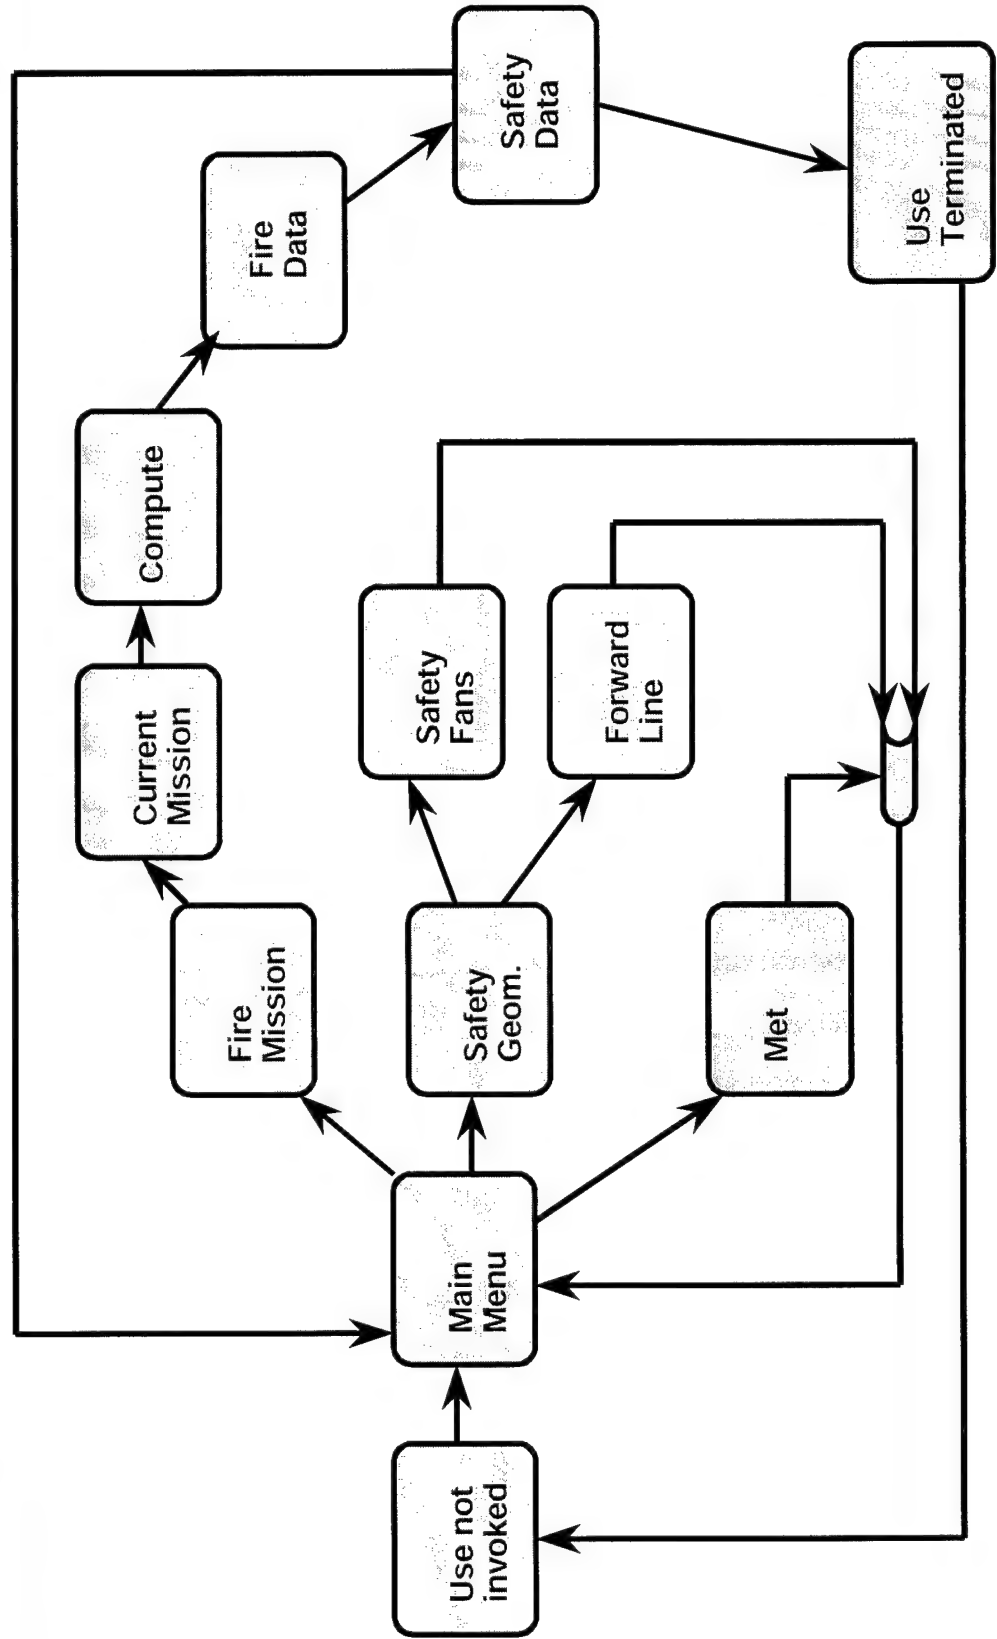 Use not
invoked
Main
Menu
Fire
Mission
Current
Mission
Compute
Fire
Data
Safety
Data
Safety
Geom.
Safety
Fans
Forward
Line
Met
Use
Terminated